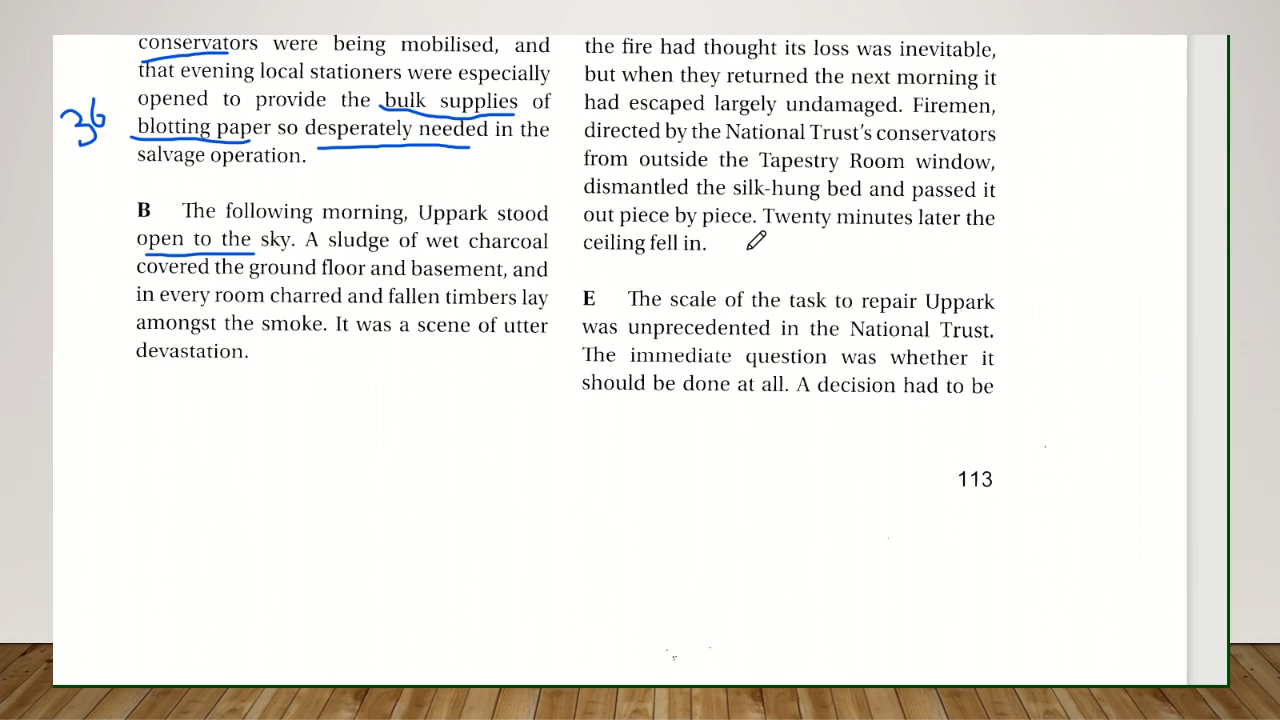 conservators were being mobilised, and
that evening local stationers were especially
opened to provide the bulk supplies of
36
blotting paper so desperately needed in the
salvage operation.
B The following morning, Uppark stood
open to the sky. A sludge of wet charcoal
covered the ground floor and basement, and
in every room charred and fallen timbers lay
amongst the smoke. It was a scene of utter
devastation.
the fire had thought its loss was inevitable,
but when they returned the next morning it
had escaped largely undamaged. Firemen,
directed by the National Trust's conservators
from outside the Tapestry Room window,
dismantled the silk-hung bed and passed it
out piece by piece. Twenty minutes later the
ceiling fell in.
E The scale of the task to repair Uppark
was unprecedented in the National Trust.
The immediate question was whether it
should be done at all. A decision had to be
113